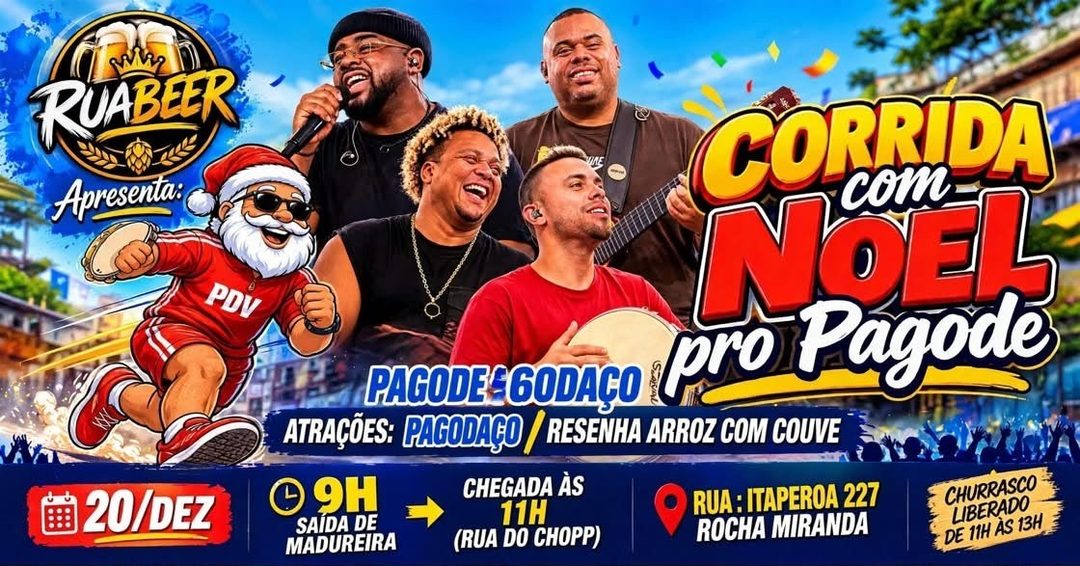 RUABEER
Apresenta:
PDV
CORRIDA
com
NOEL
pro Pagode
PAGODE 60DAÇO
ATRAÇÕES: PAGODAÇO / RESENHA ARROZ COM COUVE
20/DEZ
9H
SAÍDA DE
MADUREIRA
CHEGADA ÀS
11H
(RUA DO CHOPP)
RUA : ITAPEROA 227
ROCHA MIRANDA
CHURRASCO
LIBERADO
DE 11H ÀS 13H